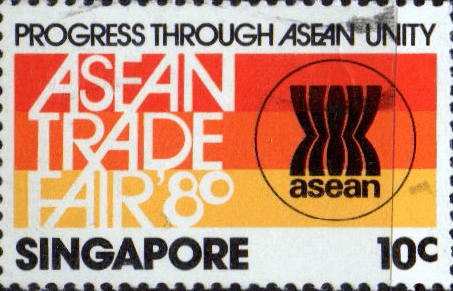 PROGRESS THROUGH ASEAN UNITY
ASEAN
TRADE
FAIR'80
asean
SINGAPORE 10c